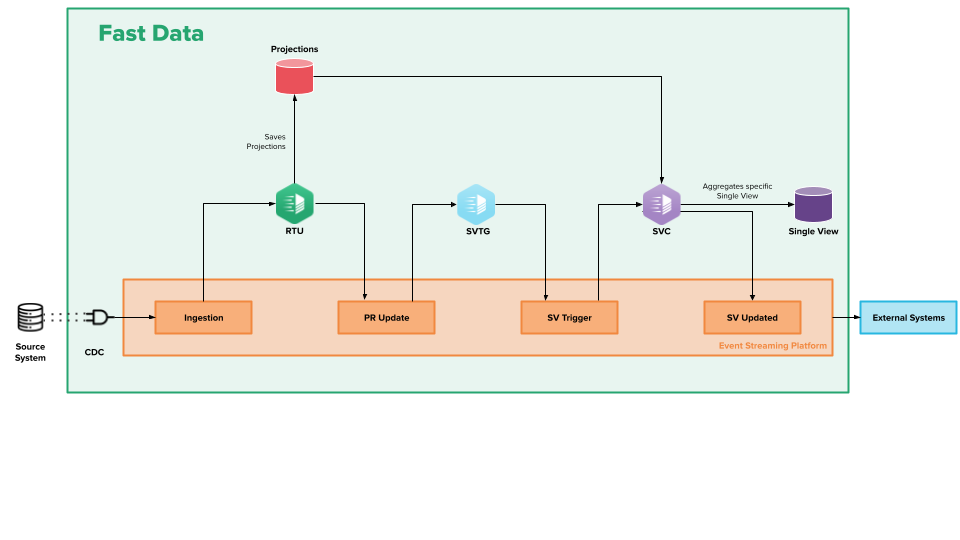 Fast Data
Projections
Saves
Projections
Aggregates specific
Single View
RTU
SVTG
SVC
Single View
Ingestion
PR Update
SV Trigger
SV Updated
External Systems
Source
System
CDC
Event Streaming Platform